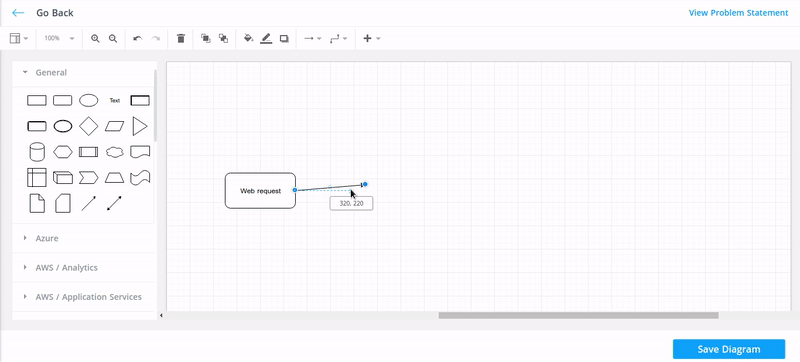 Go Back
View Problem Statement
100%
General
Text
Web request
320, 220
Azure
AWS / Analytics
AWS / Application Services
Save Diagram